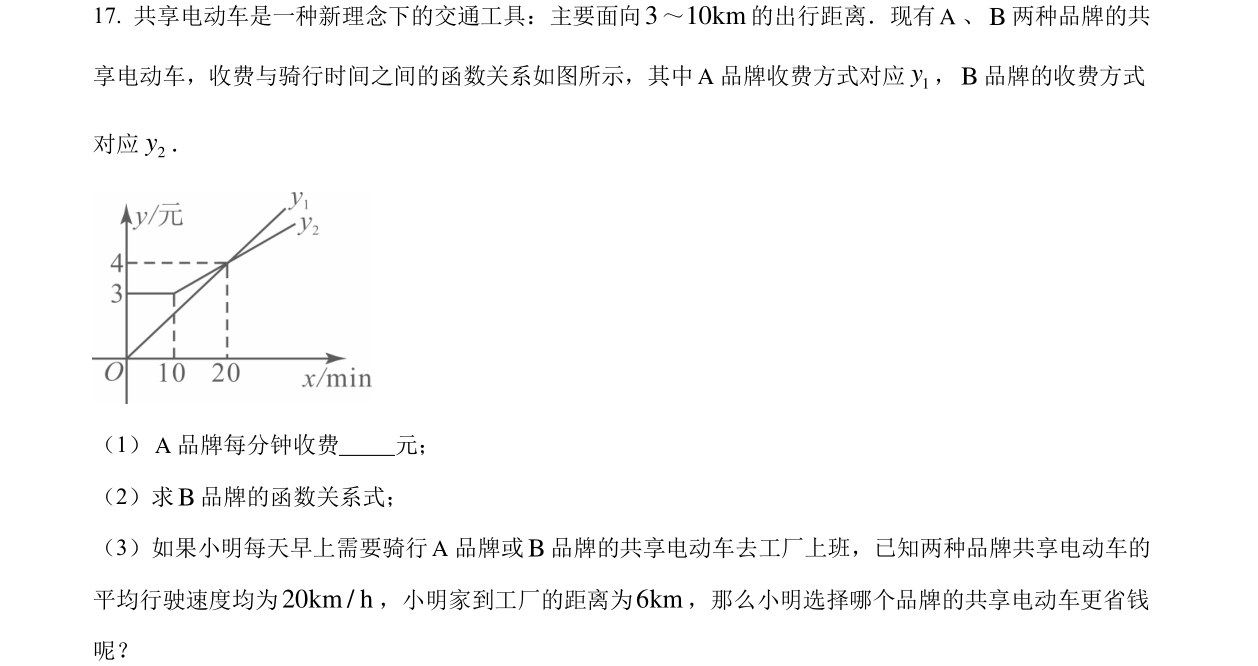 17. 共享电动车是一种新理念下的交通工具：主要面向3～10km的出行距离．现有A、B两种品牌的共
享电动车，收费与骑行时间之间的函数关系如图所示，其中A品牌收费方式对应y₁，B品牌的收费方式
对应y₂．
y₁
y/元
y₂
4
3
O 10 20 x/min
（1）A品牌每分钟收费_____元；
（2）求B品牌的函数关系式；
（3）如果小明每天早上需要骑行A品牌或B品牌的共享电动车去工厂上班，已知两种品牌共享电动车的
平均行驶速度均为20km/h，小明家到工厂的距离为6km，那么小明选择哪个品牌的共享电动车更省钱
呢？